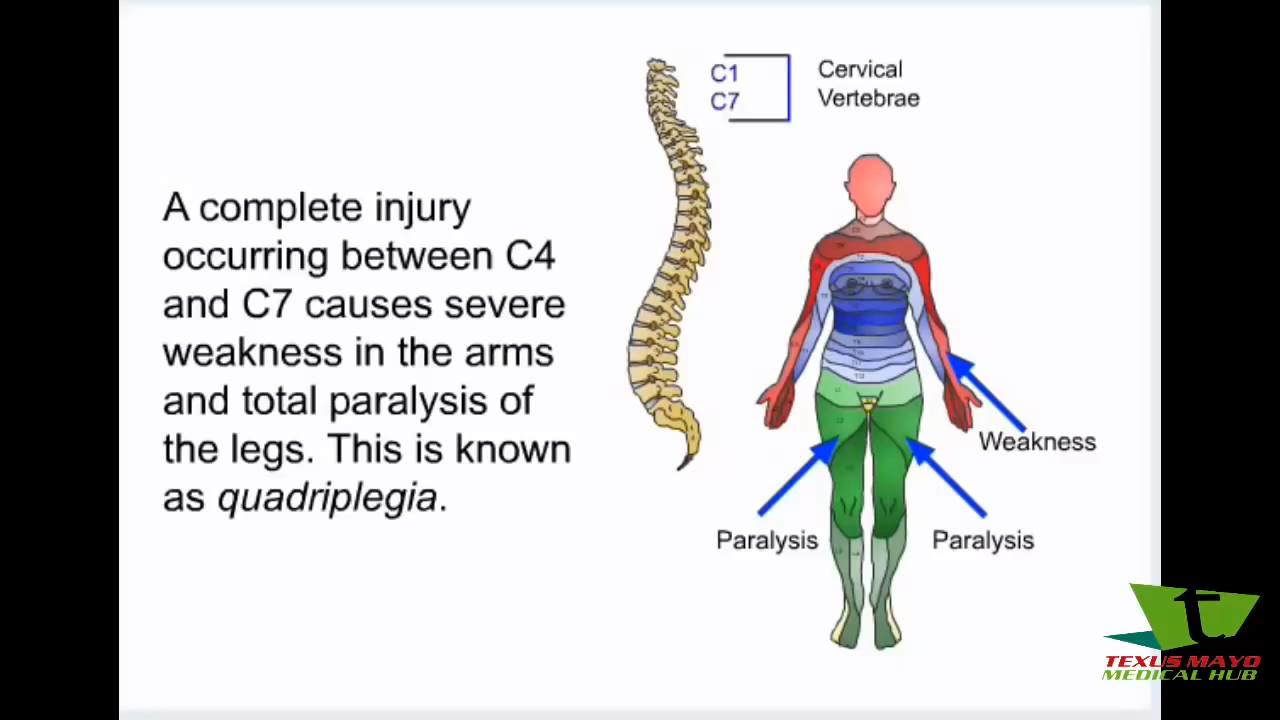 A complete injury
occurring between C4
and C7 causes severe
weakness in the arms
and total paralysis of
the legs. This is known
as quadriplegia.
C1
C7
Cervical
Vertebrae
Weakness
Paralysis
Paralysis
t
TEXUS MAYO
MEDICAL HUB